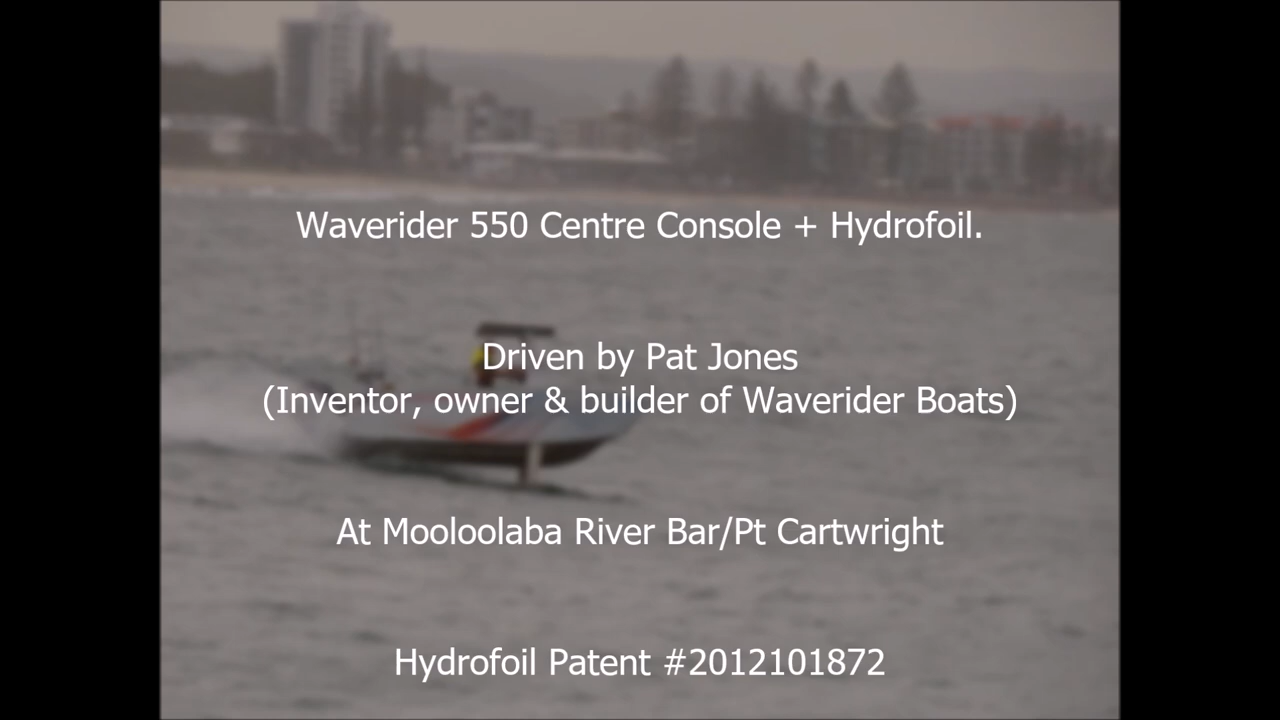 Waverider 550 Centre Console + Hydrofoil.
Driven by Pat Jones
(Inventor, owner & builder of Waverider Boats)
At Mooloolaba River Bar/Pt Cartwright
Hydrofoil Patent #2012101872